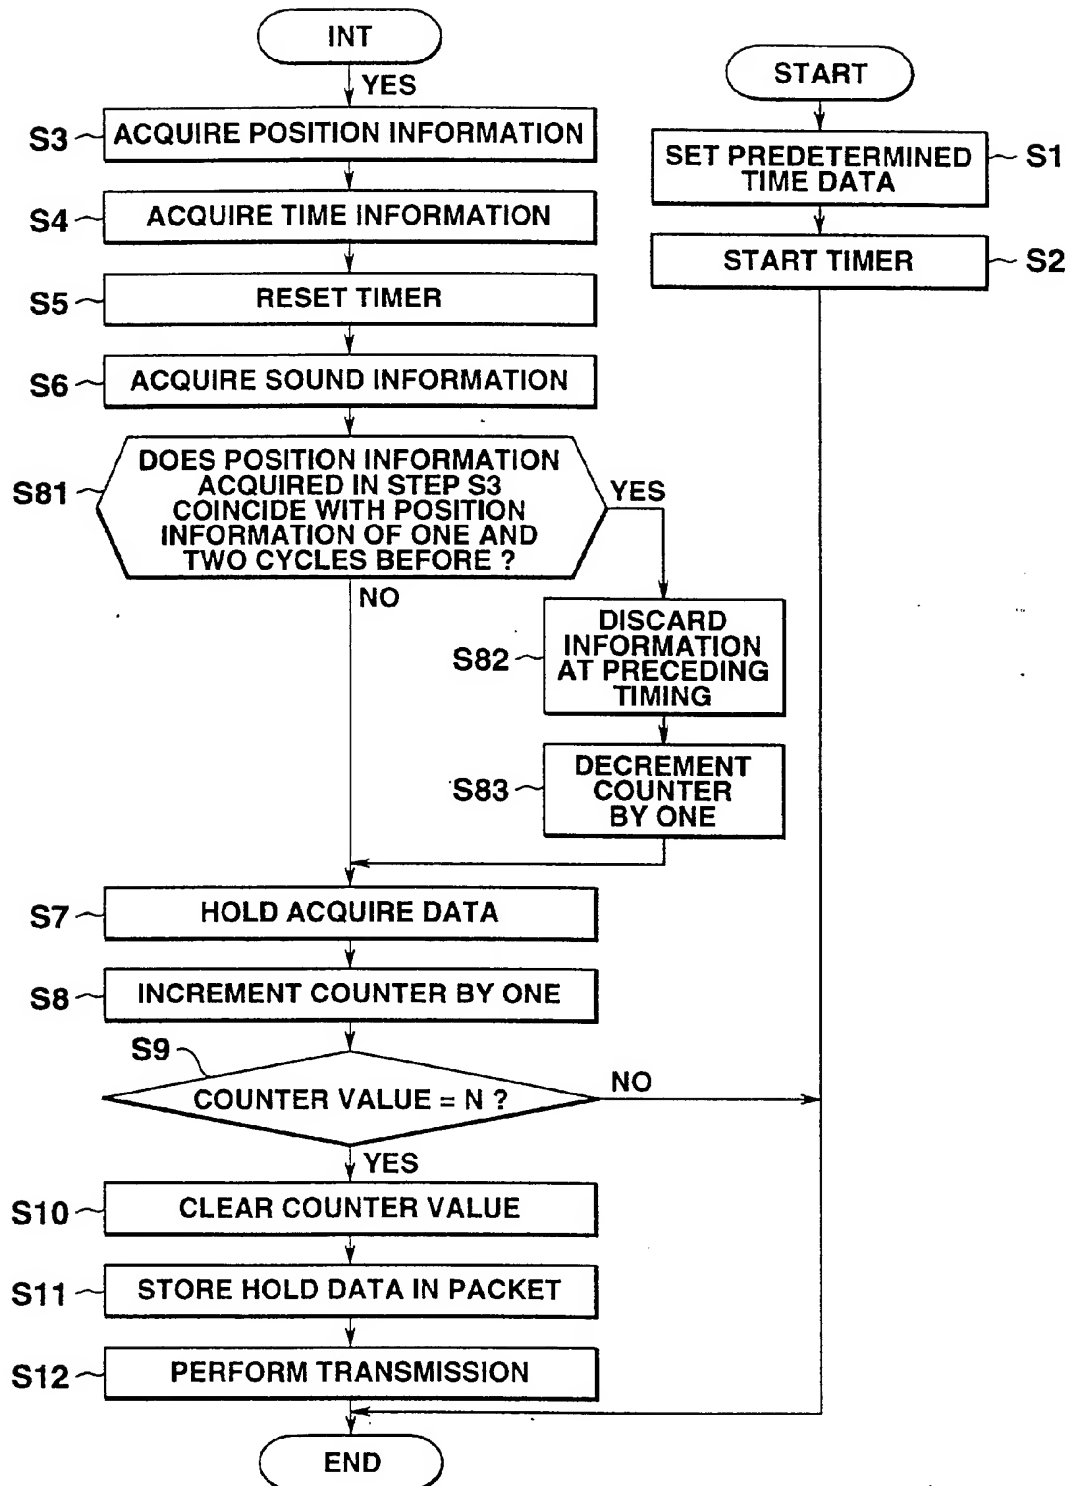 INT
YES
S3
ACQUIRE POSITION INFORMATION
S4
ACQUIRE TIME INFORMATION
S5
RESET TIMER
S6
ACQUIRE SOUND INFORMATION
S81
DOES POSITION INFORMATION
ACQUIRED IN STEP S3
COINCIDE WITH POSITION
INFORMATION OF ONE AND
TWO CYCLES BEFORE ?
YES
NO
S82
DISCARD
INFORMATION
AT PRECEDING
TIMING
S83
DECREMENT
COUNTER
BY ONE
S7
HOLD ACQUIRE DATA
S8
INCREMENT COUNTER BY ONE
S9
COUNTER VALUE = N ?
NO
YES
S10
CLEAR COUNTER VALUE
S11
STORE HOLD DATA IN PACKET
S12
PERFORM TRANSMISSION
END
START
SET PREDETERMINED
TIME DATA
S1
START TIMER
S2